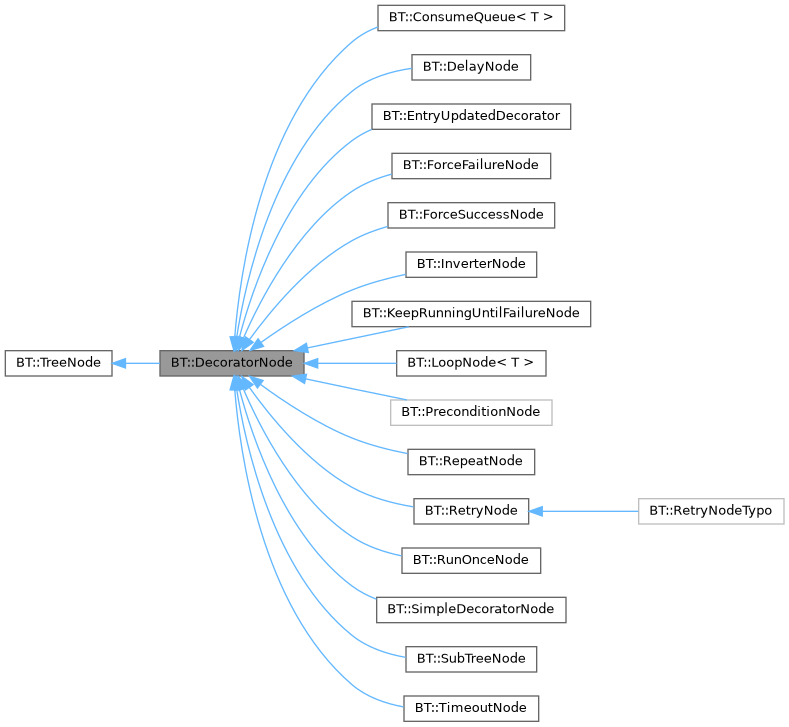 BT::TreeNode
BT::DecoratorNode
BT::ConsumeQueue< T >
BT::DelayNode
BT::EntryUpdatedDecorator
BT::ForceFailureNode
BT::ForceSuccessNode
BT::InverterNode
BT::KeepRunningUntilFailureNode
BT::LoopNode< T >
BT::PreconditionNode
BT::RepeatNode
BT::RetryNode
BT::RetryNodeTypo
BT::RunOnceNode
BT::SimpleDecoratorNode
BT::SubTreeNode
BT::TimeoutNode